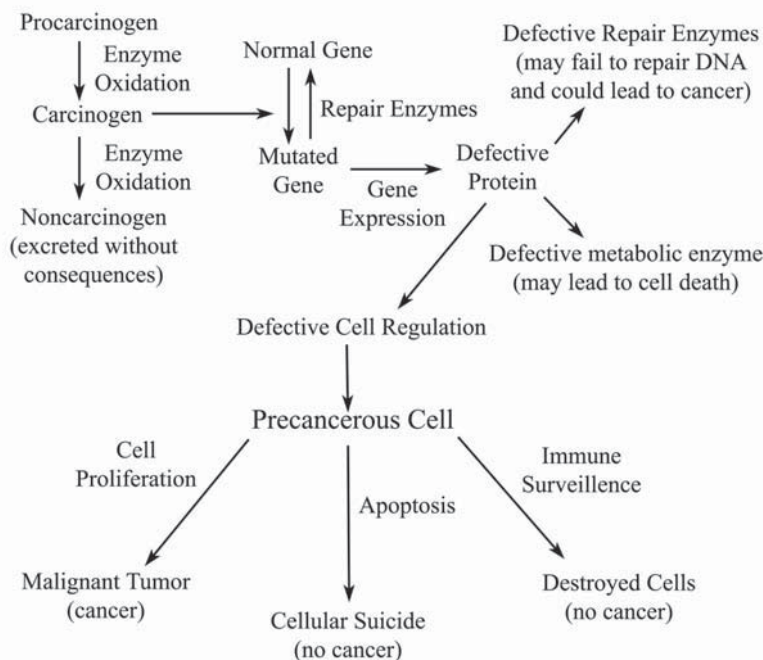 Procarcinogen
Enzyme
Oxidation
Carcinogen
Enzyme
Oxidation
Noncarcinogen
(excreted without
consequences)
Normal Gene
Repair Enzymes
Mutated
Gene
Gene
Expression
Defective
Protein
Defective Repair Enzymes
(may fail to repair DNA
and could lead to cancer)
Defective metabolic enzyme
(may lead to cell death)
Defective Cell Regulation
Precancerous Cell
Cell
Proliferation
Apoptosis
Immune
Surveillence
Malignant Tumor
(cancer)
Cellular Suicide
(no cancer)
Destroyed Cells
(no cancer)